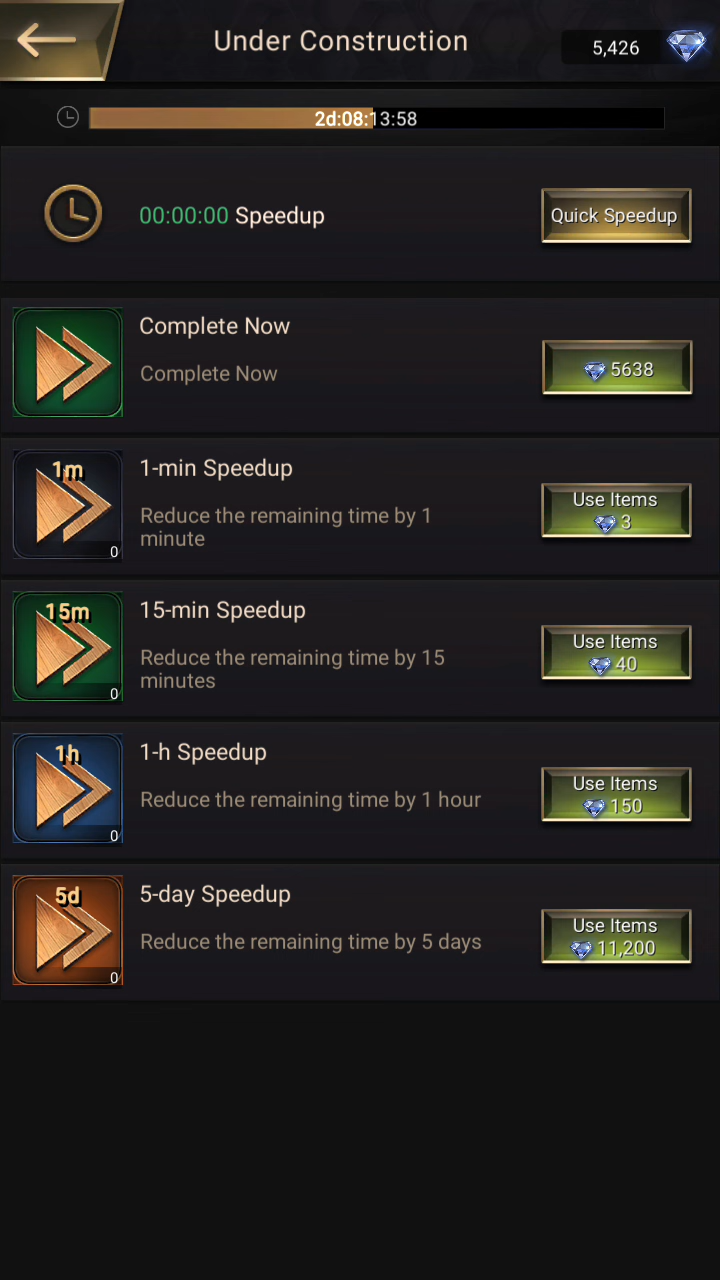 Under Construction
5,426
2d:08:13:58
00:00:00 Speedup
Quick Speedup
Complete Now
Complete Now
5638
1m
0
1-min Speedup
Reduce the remaining time by 1
minute
Use Items
3
15m
0
15-min Speedup
Reduce the remaining time by 15
minutes
Use Items
40
1h
0
1-h Speedup
Reduce the remaining time by 1 hour
Use Items
150
5d
0
5-day Speedup
Reduce the remaining time by 5 days
Use Items
11,200